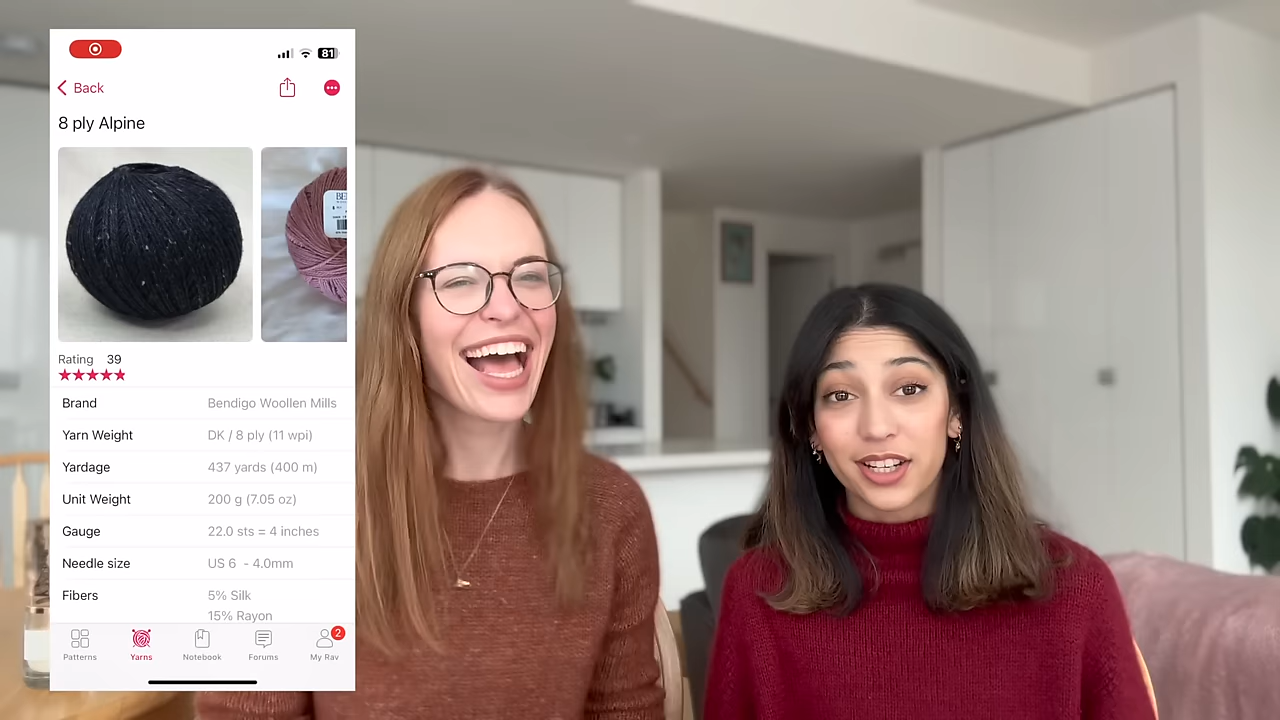 81
Back
8 ply Alpine
BE
Rating 39
Brand Bendigo Woollen Mills
Yarn Weight DK / 8 ply (11 wpi)
Yardage 437 yards (400 m)
Unit Weight 200 g (7.05 oz)
Gauge 22.0 sts = 4 inches
Needle size US 6 - 4.0mm
Fibers 5% Silk
15% Rayon
2
Patterns Yarns Notebook Forums My Rav